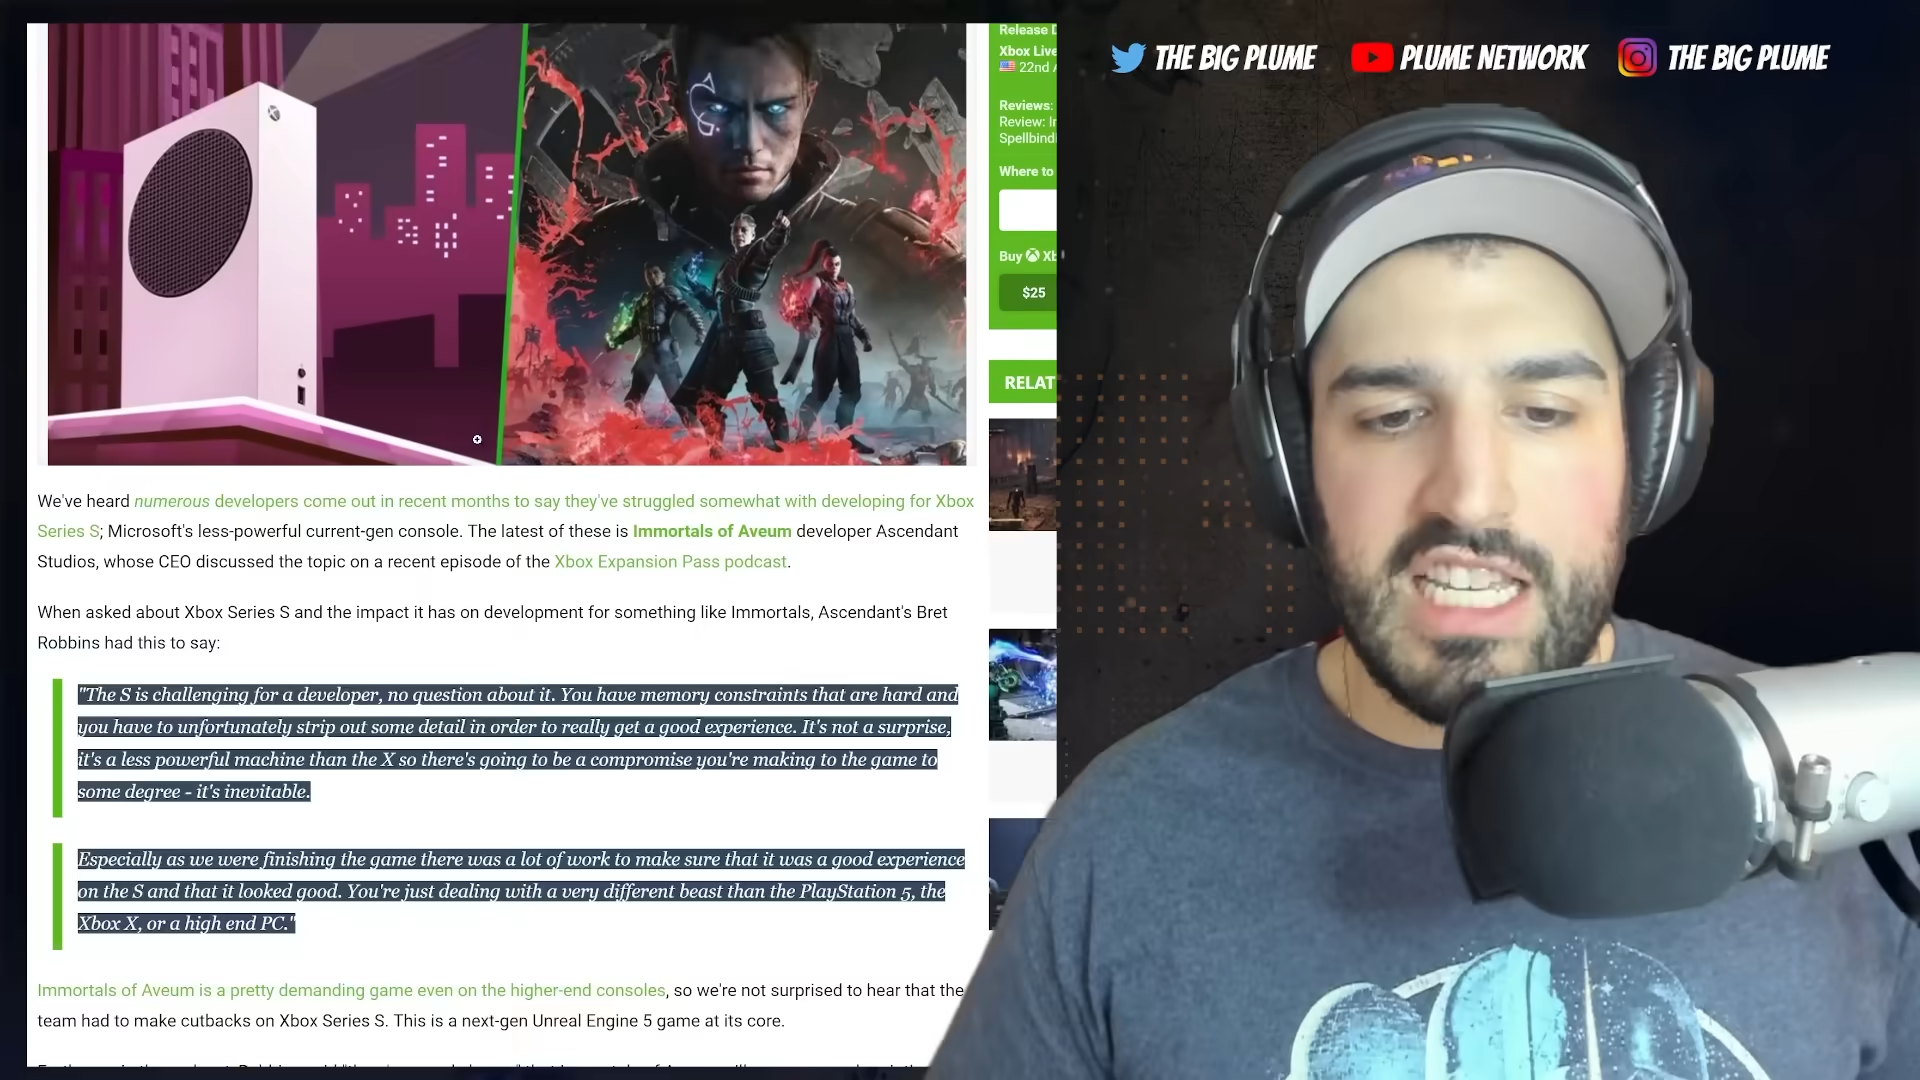 THE BIG PLUME
PLUME NETWORK
THE BIG PLUME
We've heard numerous developers come out in recent months to say they've struggled somewhat with developing for Xbox
Series S; Microsoft's less-powerful current-gen console. The latest of these is Immortals of Aveum developer Ascendant
Studios, whose CEO discussed the topic on a recent episode of the Xbox Expansion Pass podcast.
When asked about Xbox Series S and the impact it has on development for something like Immortals, Ascendant's Bret
Robbins had this to say:
"The S is challenging for a developer, no question about it. You have memory constraints that are hard and
you have to unfortunately strip out some detail in order to really get a good experience. It's not a surprise,
it's a less powerful machine than the X so there's going to be a compromise you're making to the game to
some degree - it's inevitable.
Especially as we were finishing the game there was a lot of work to make sure that it was a good experience
on the S and that it looked good. You're just dealing with a very different beast than the PlayStation 5, the
Xbox X, or a high end PC."
Immortals of Aveum is a pretty demanding game even on the higher-end consoles, so we're not surprised to hear that the
team had to make cutbacks on Xbox Series S. This is a next-gen Unreal Engine 5 game at its core.
Release D
Xbox Live
22nd
Reviews:
Review: I
Spellbind
Where to
Buy Xb
$25
RELAT